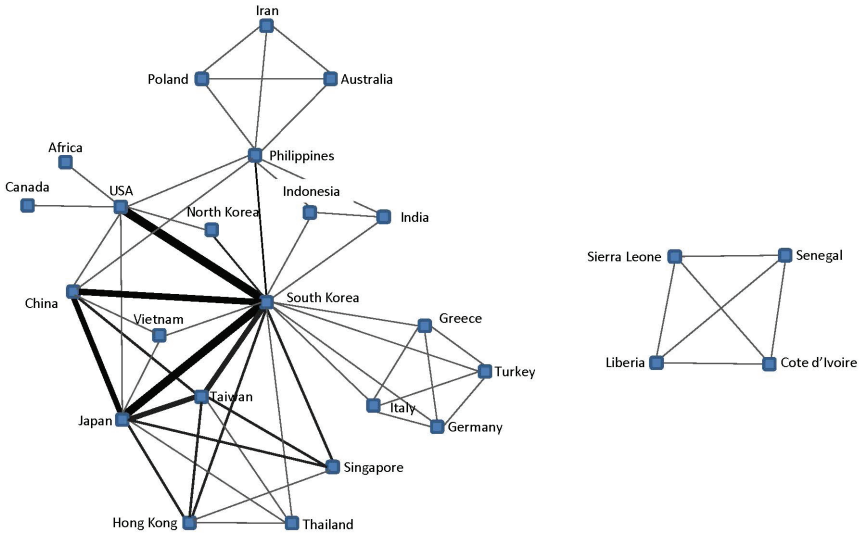 Iran
Poland
Australia
Africa
Philippines
Canada
USA
Indonesia
North Korea
India
Sierra Leone
Senegal
China
South Korea
Vietnam
Greece
Liberia
Cote d’Ivoire
Turkey
Taiwan
Italy
Japan
Germany
Singapore
Hong Kong
Thailand